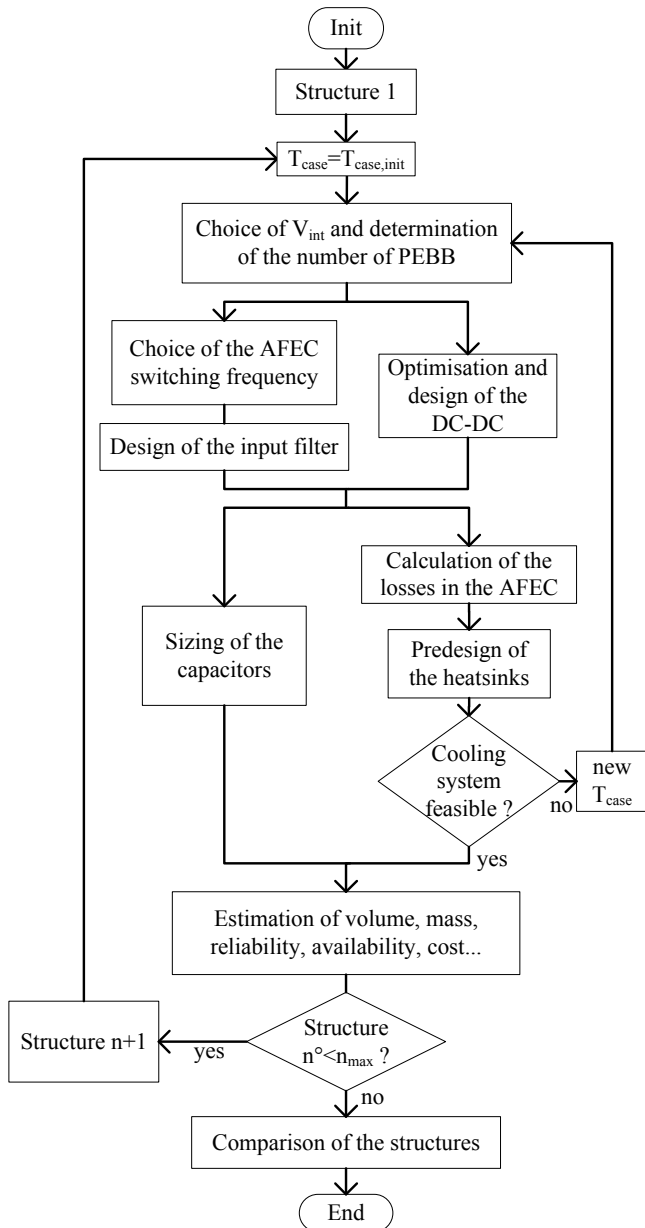 Init
Structure 1
T_case=T_case,init
Choice of V_int and determination
of the number of PEBB
Choice of the AFEC
switching frequency
Optimisation and
design of the
DC-DC
Design of the input filter
Calculation of the
losses in the AFEC
Sizing of the
capacitors
Predesign of
the heatsinks
Cooling
system
feasible ?
no
new
T_case
yes
Estimation of volume, mass,
reliability, availability, cost...
Structure n+1
yes
Structure
n°<n_max ?
no
Comparison of the structures
End